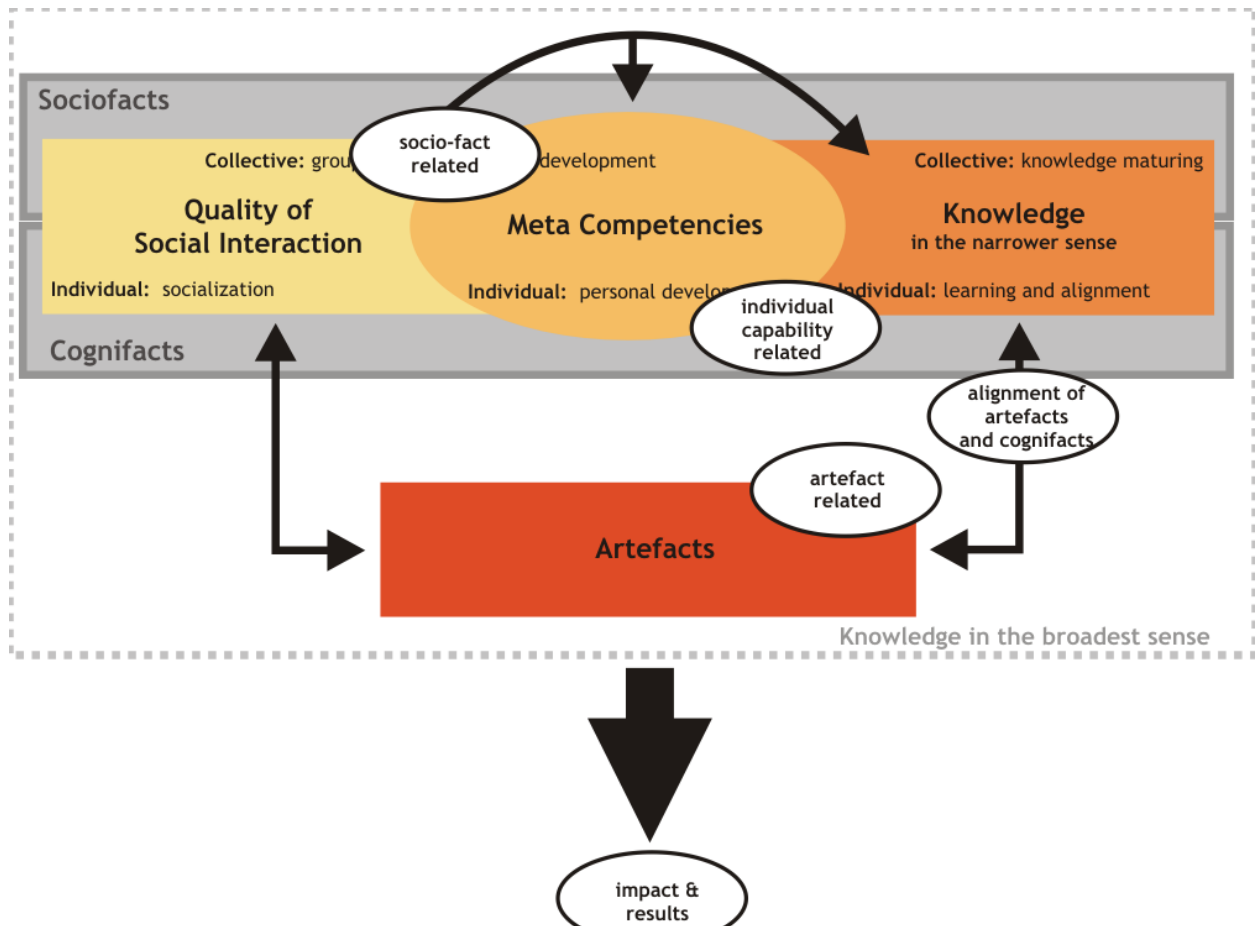 Sociofacts
socio-fact
related
Collective: grou
development
Collective: knowledge maturing
Quality of
Social Interaction
Meta Competencies
Knowledge
in the narrower sense
Individual: socialization
Individual: personal develop
Individual: learning and alignment
individual
capability
related
Cognifacts
alignment of
artefacts
and cognifacts
artefact
related
Artefacts
Knowledge in the broadest sense
impact &
results